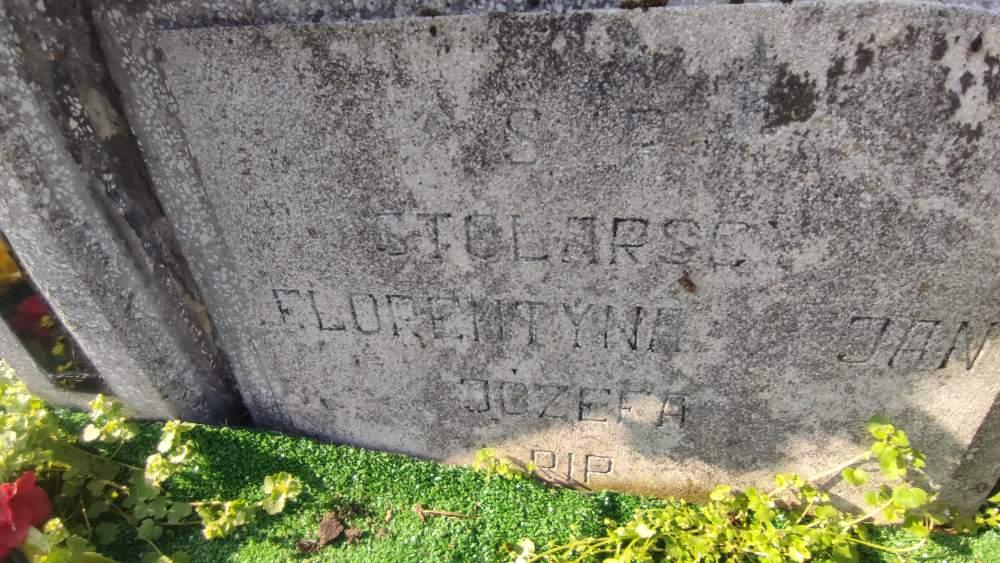 S P
STOLARSCY
FLORENTYNA JAN
JÓZEFA
RIP